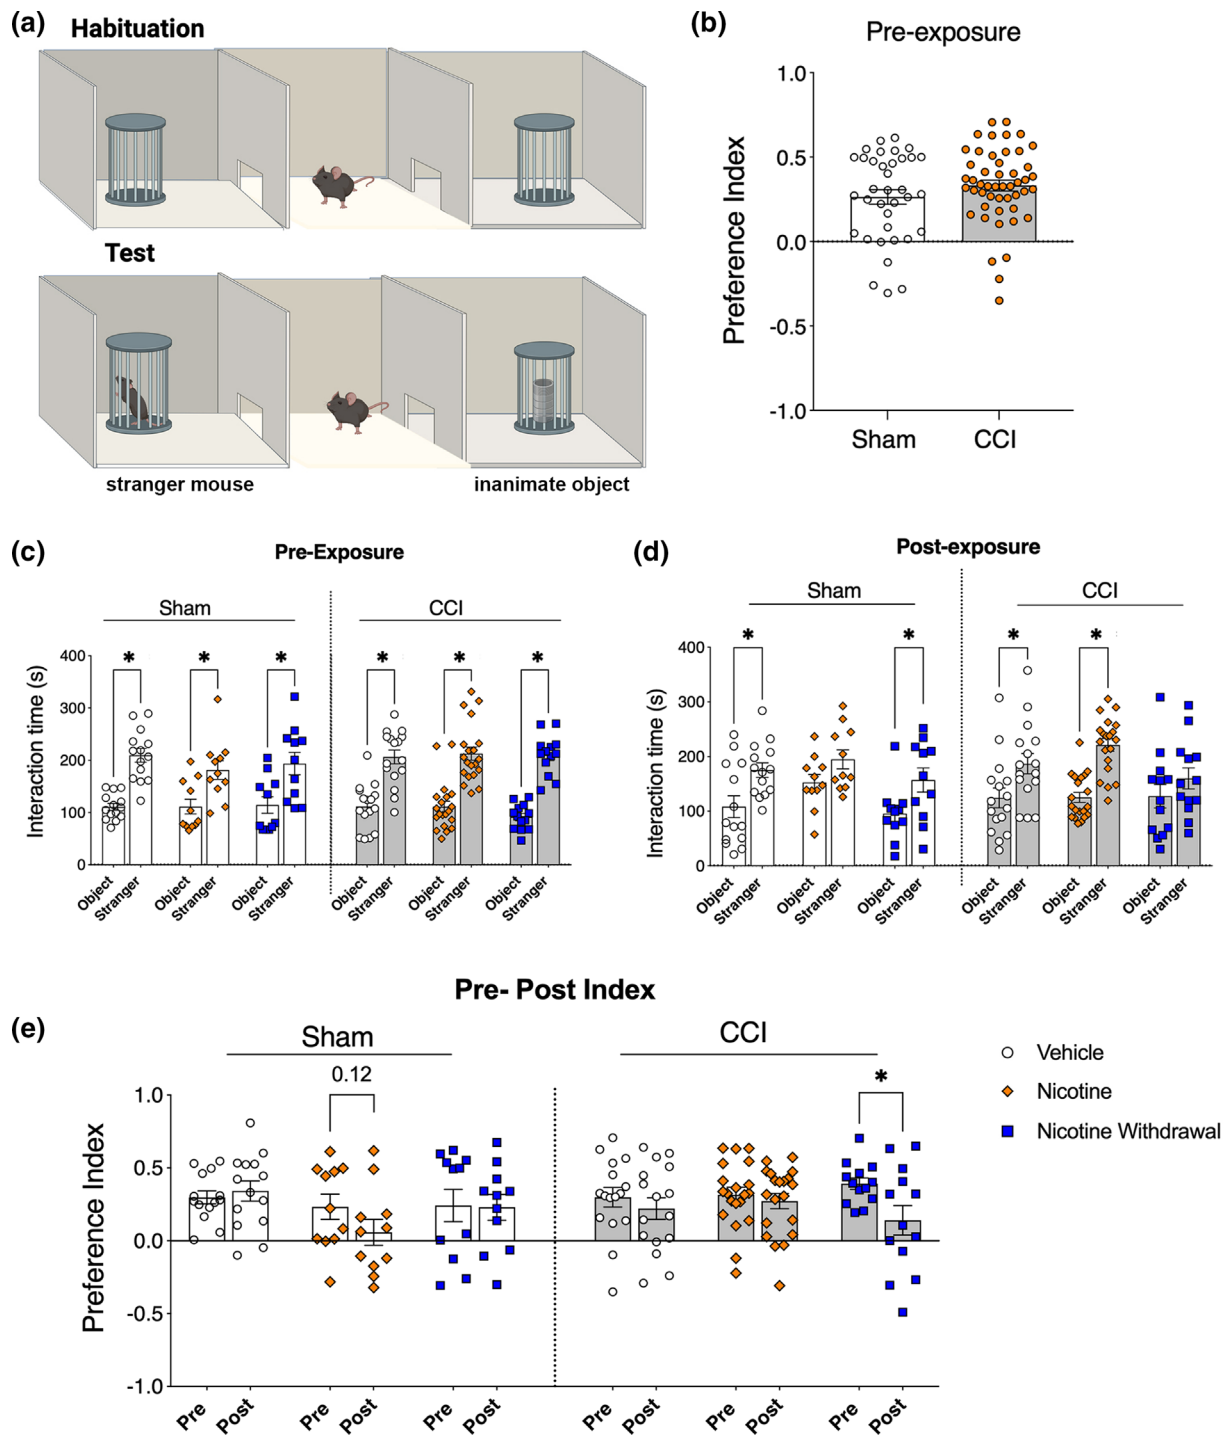 (a)
Habituation
Test
stranger mouse
inanimate object
(b)
Pre-exposure
Preference Index
1.0
0.5
0.0
-0.5
-1.0
Sham CCI
(c)
Pre-Exposure
Sham CCI
Interaction time (s)
400
300
200
100
0
* * * * * *
Object Stranger Object Stranger Object Stranger Object Stranger Object Stranger Object Stranger
(d)
Post-exposure
Sham CCI
Interaction time (s)
400
300
200
100
0
* * * *
Object Stranger Object Stranger Object Stranger Object Stranger Object Stranger Object Stranger
Pre- Post Index
(e)
Sham CCI
0.12 *
Preference Index
1.0
0.5
0.0
-0.5
-1.0
Pre Post Pre Post Pre Post Pre Post Pre Post Pre Post
Vehicle
Nicotine
Nicotine Withdrawal